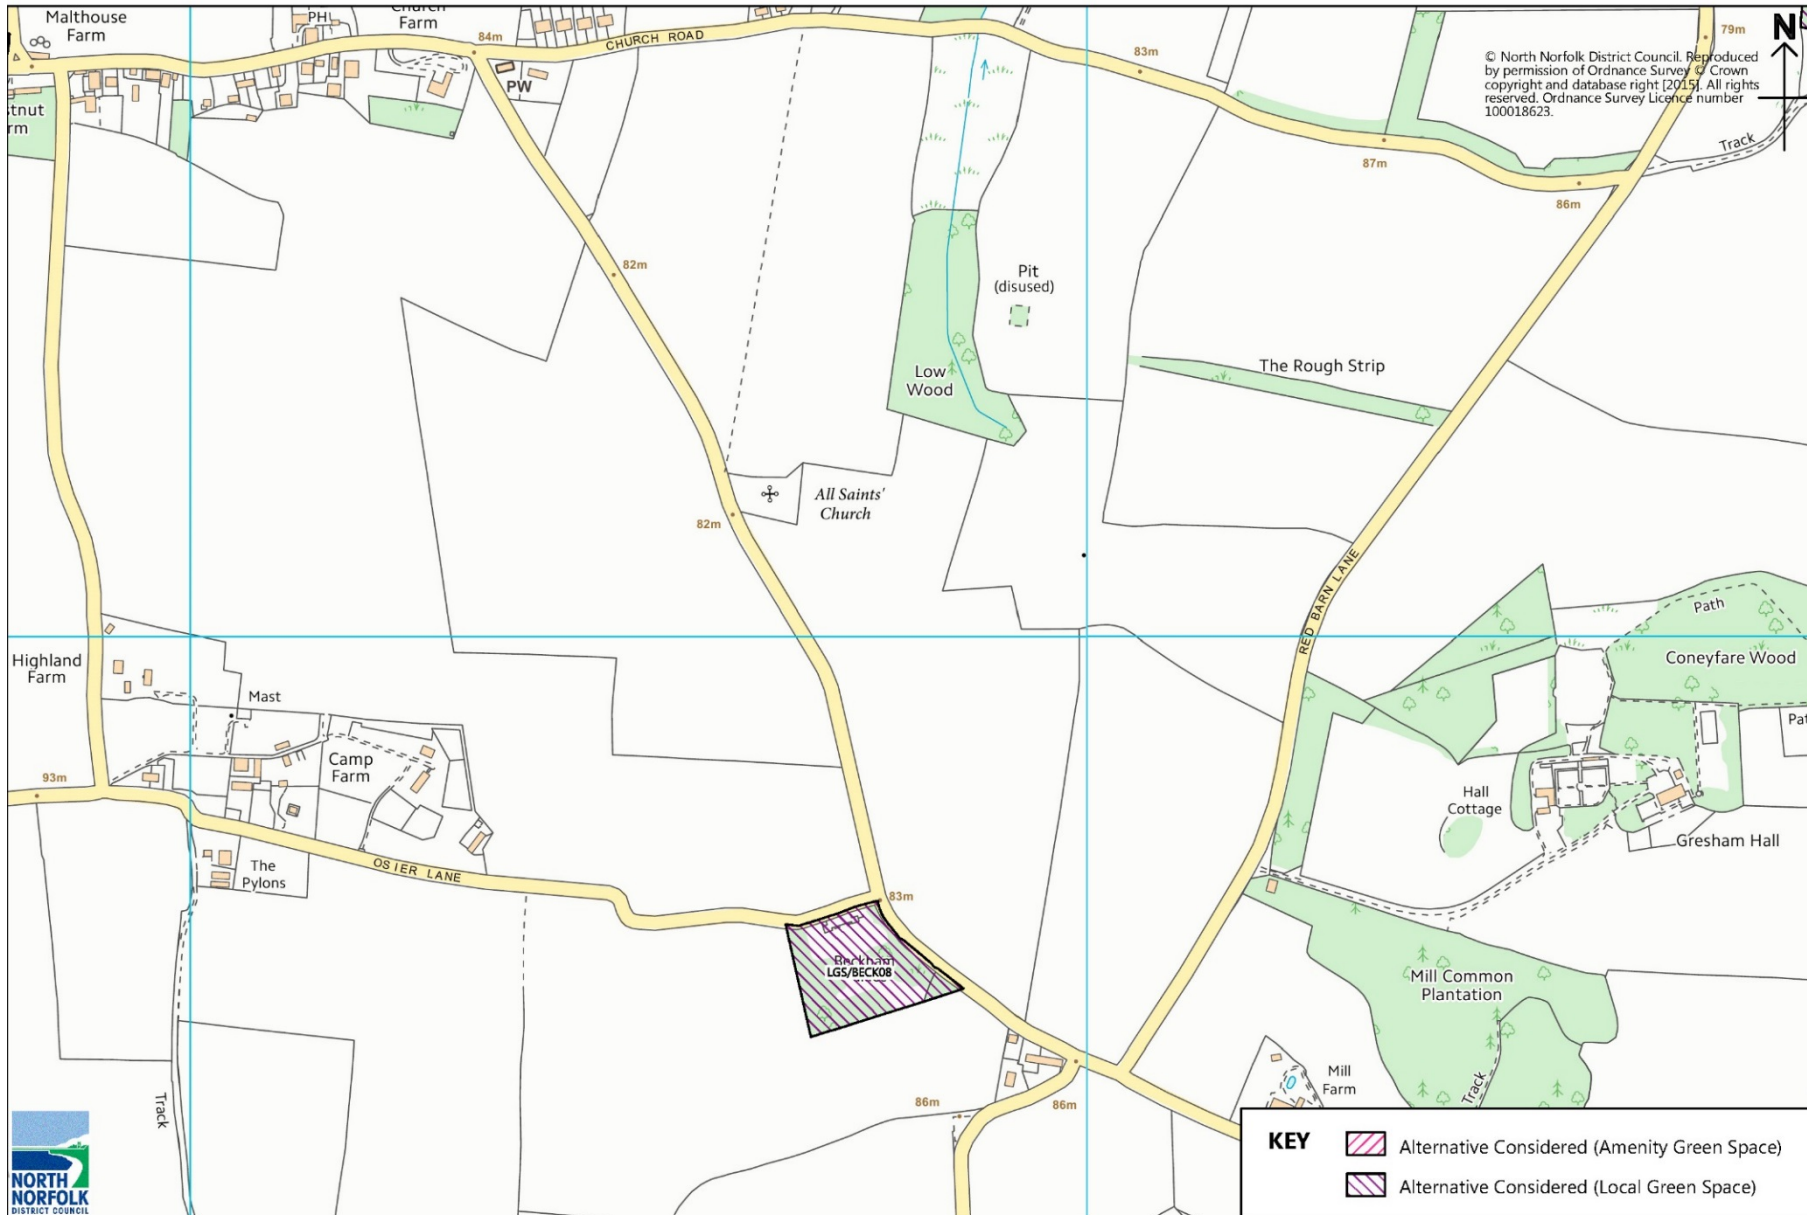 Malthouse
Farm
PH
Church
Farm
84m
CHURCH ROAD
83m
79m
N
© North Norfolk District Council. Reproduced
by permission of Ordnance Survey © Crown
copyright and database right [2015]. All rights
reserved. Ordnance Survey Licence number
100018623.
PW
stnut
rm
Track
87m
86m
82m
Pit
(disused)
Low
Wood
The Rough Strip
All Saints'
Church
82m
RED BARN LANE
Path
Highland
Farm
Coneyfare Wood
Mast
Pat
Camp
Farm
93m
Hall
Cottage
Gresham Hall
The
Pylons
OSIER LANE
83m
Beckham
LGS/BECK08
Mill Common
Plantation
Track
Mill
Farm
Track
86m
86m
KEY
Alternative Considered (Amenity Green Space)
Alternative Considered (Local Green Space)
NORTH
NORFOLK
DISTRICT COUNCIL